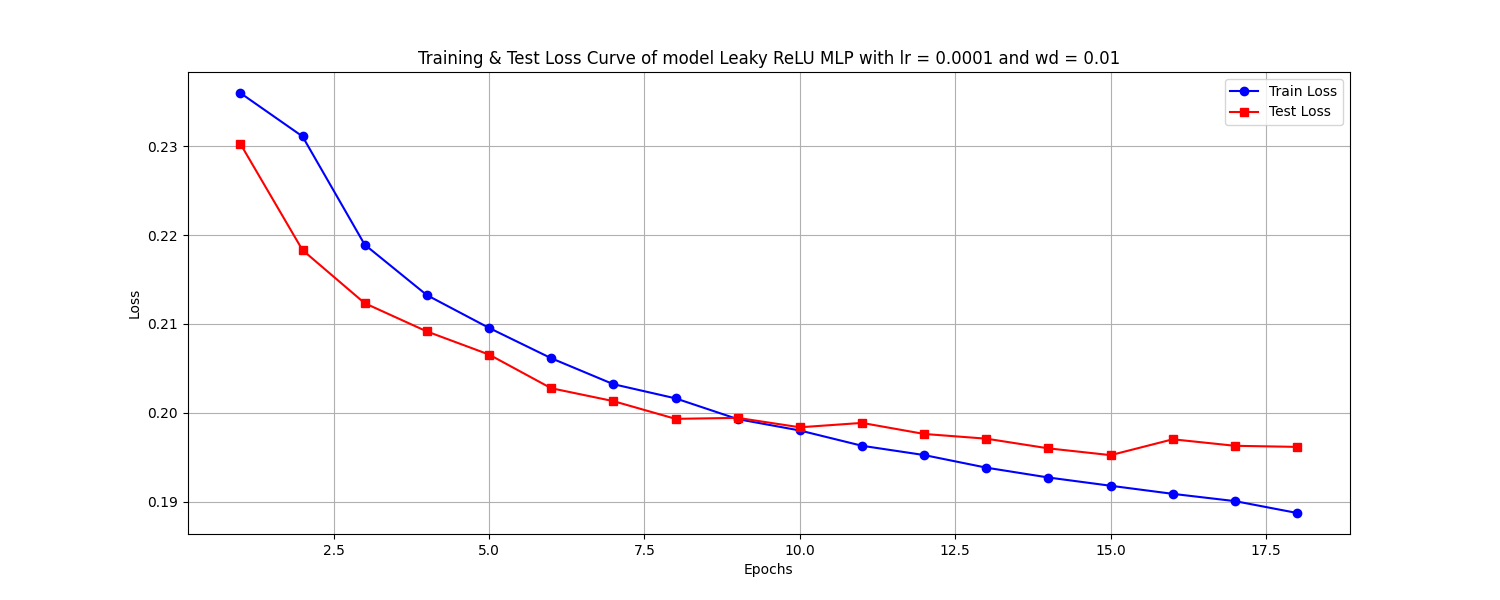 Training & Test Loss Curve of model Leaky ReLU MLP with lr = 0.0001 and wd = 0.01
Train Loss
Test Loss
0.23
0.22
0.21
0.20
0.19
Loss
2.5 5.0 7.5 10.0 12.5 15.0 17.5
Epochs